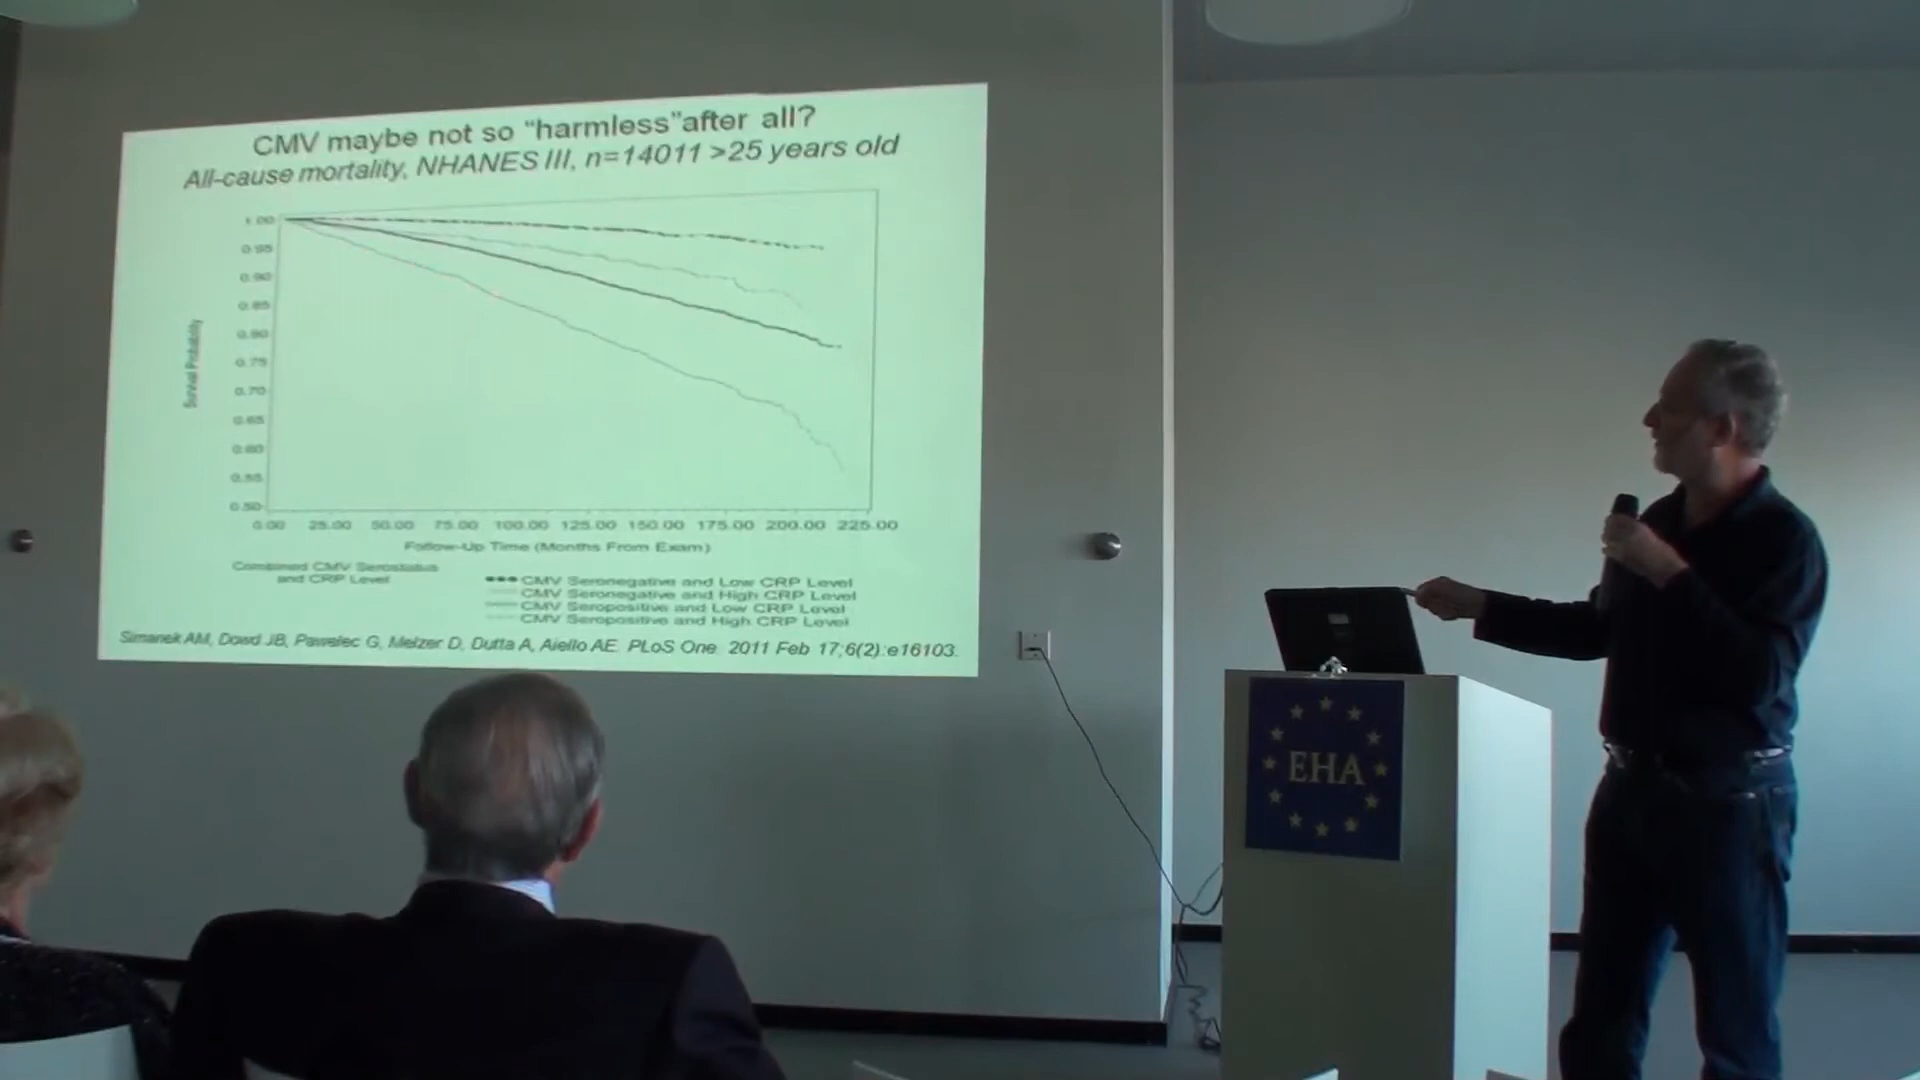 CMV maybe not so “harmless”after all?
All-cause mortality, NHANES III, n=14011 >25 years old
1.00
0.95
0.90
0.85
0.80
0.75
0.70
0.65
0.60
0.55
0.50
Survival Probability
0.00 25.00 50.00 75.00 100.00 125.00 150.00 175.00 200.00 225.00
Follow-Up Time (Months From Exam)
Combined CMV Serostatus
and CRP Level
CMV Seronegative and Low CRP Level
CMV Seronegative and High CRP Level
CMV Seropositive and Low CRP Level
CMV Seropositive and High CRP Level
Simanek AM, Dowd JB, Pawelec G, Melzer D, Dutta A, Aiello AE. PLoS One. 2011 Feb 17;6(2):e16103.
EHA